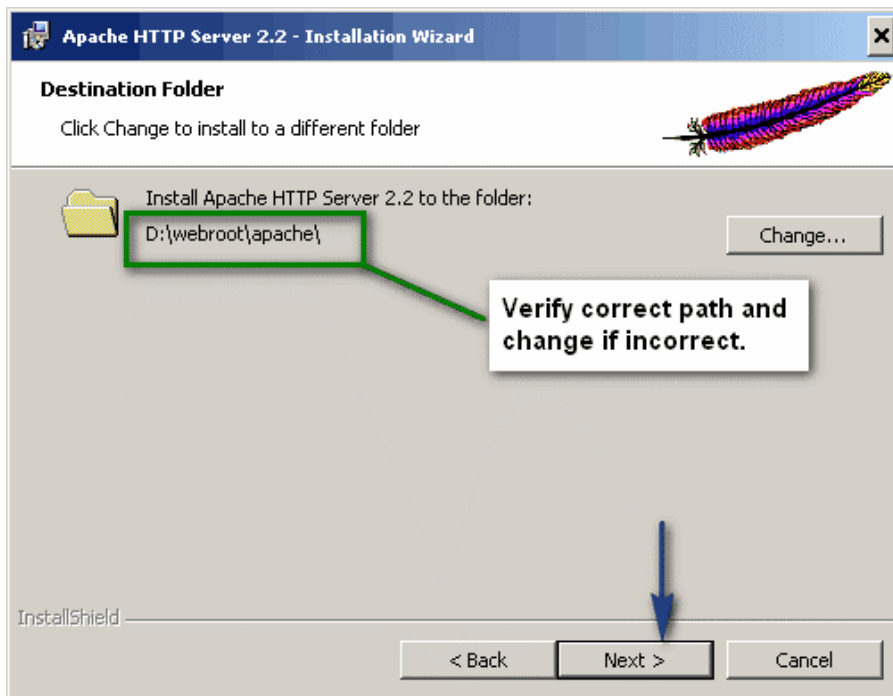 Apache HTTP Server 2.2 - Installation Wizard
Destination Folder
Click Change to install to a different folder
Install Apache HTTP Server 2.2 to the folder:
D:\webroot\apache\
Change...
Verify correct path and
change if incorrect.
InstallShield
< Back
Next >
Cancel